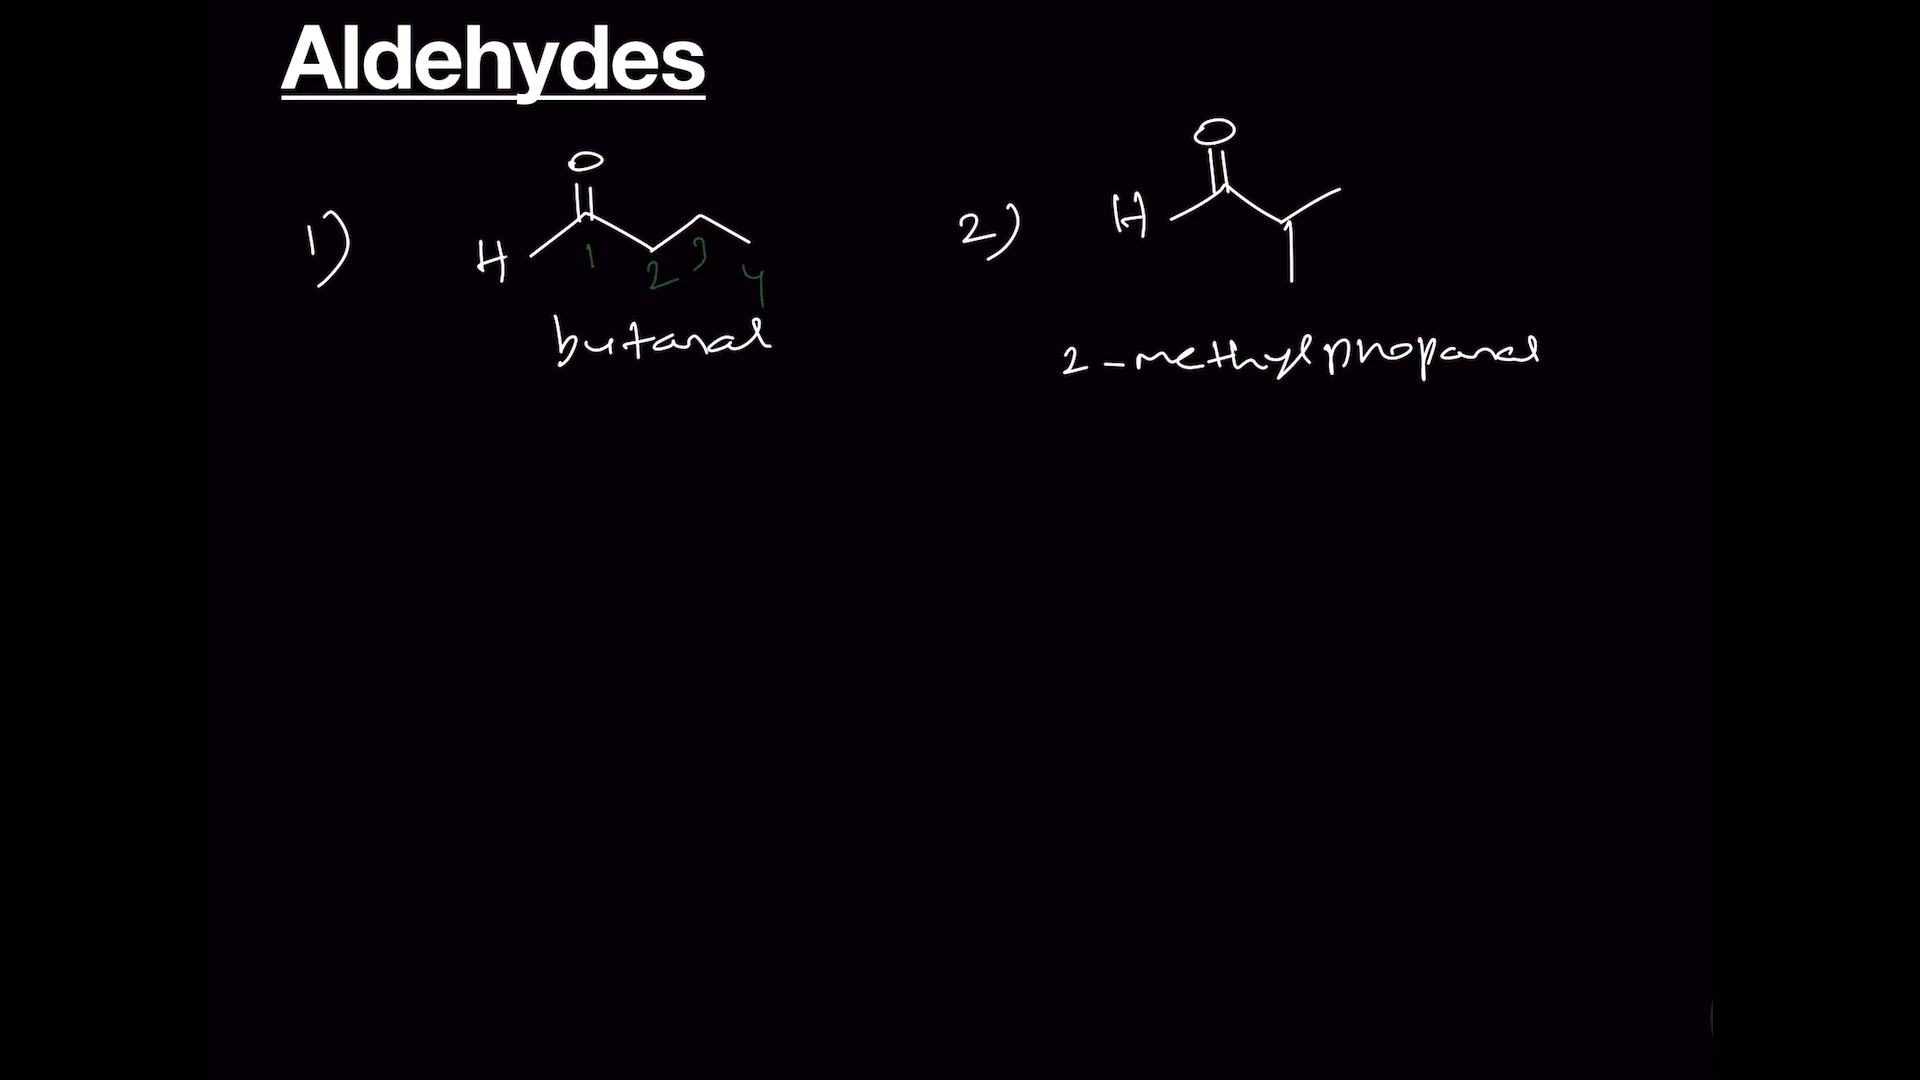 Aldehydes
1)
O
H
1
2
3
4
butanal
2)
O
H
2-methylpropanal